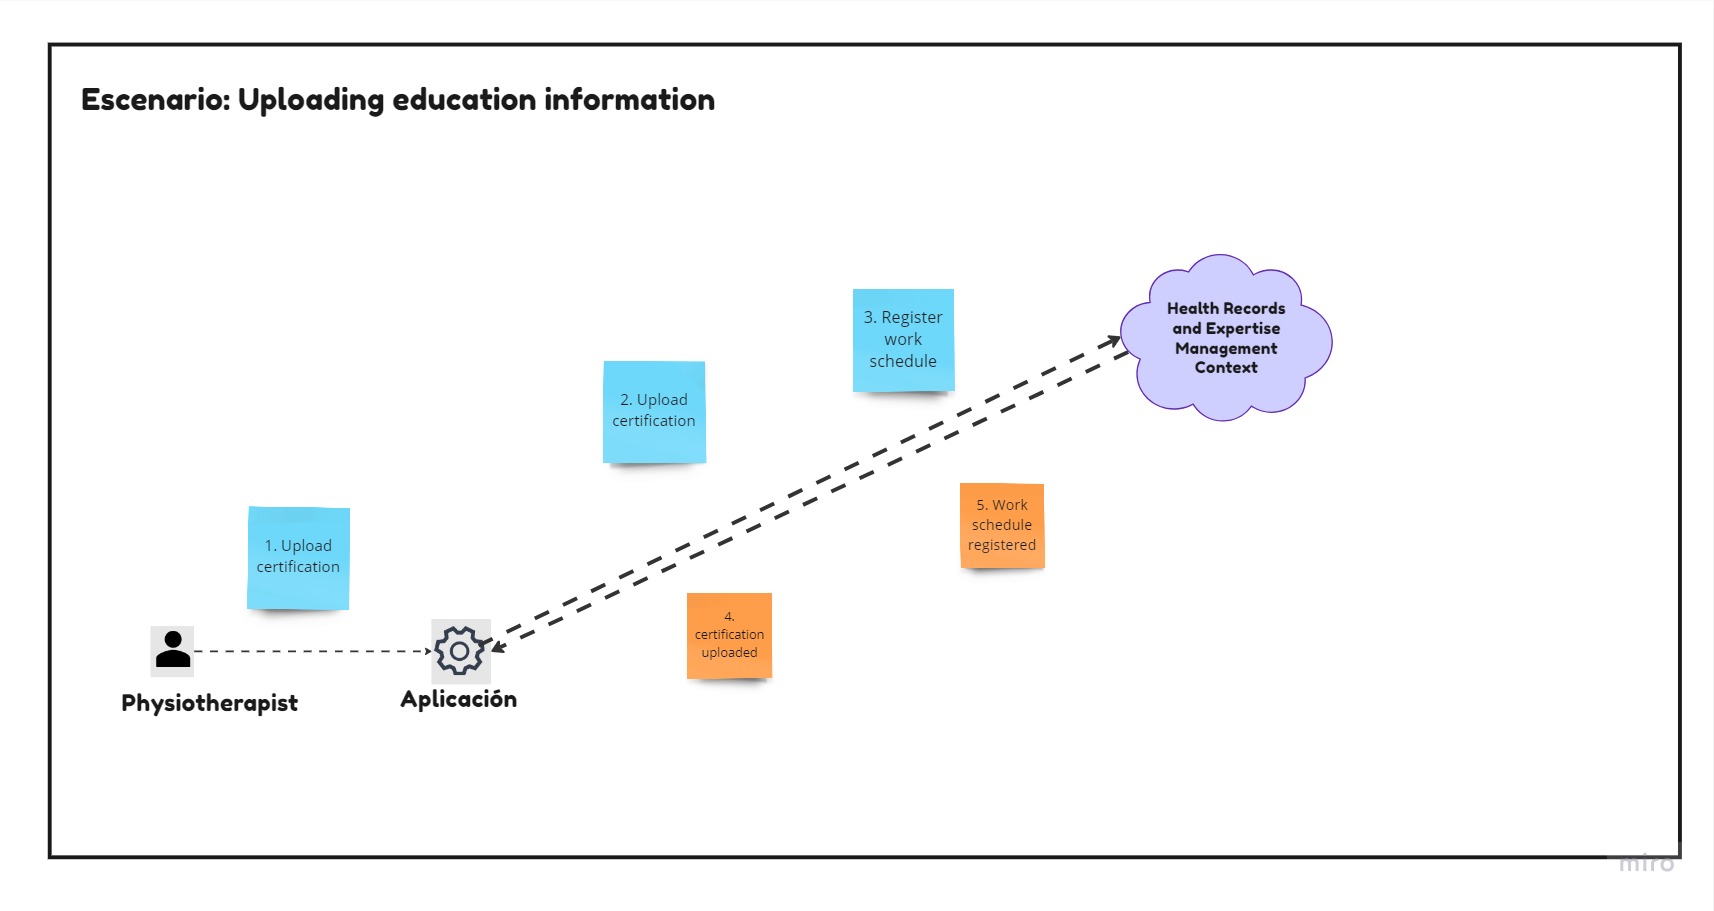 Escenario: Uploading education information
Health Records
and Expertise
Management
Context
3. Register
work
schedule
2. Upload
certification
5. Work
schedule
registered
1. Upload
certification
4.
certification
uploaded
Physiotherapist
Aplicación
miro